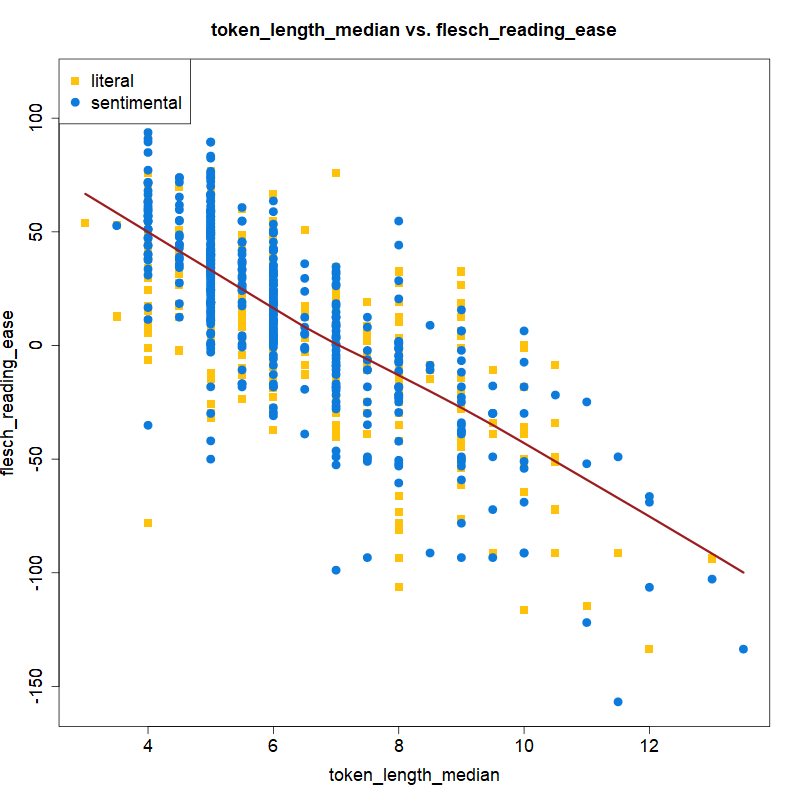 token_length_median vs. flesch_reading_ease
literal
sentimental
100
50
0
-50
-100
-150
flesch_reading_ease
4
6
8
10
12
token_length_median